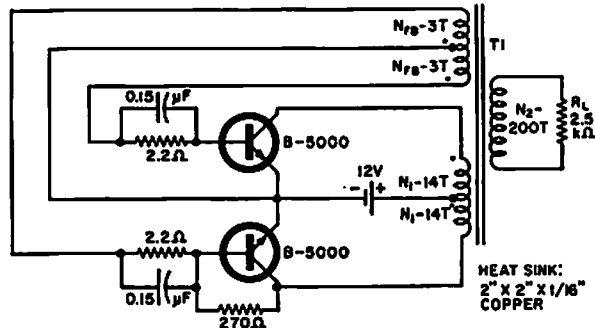 N_FB-3T
N_FB-3T
T1
0.15 μF
2.2Ω
B-5000
N₂-
200T
R_L
2.5
kΩ
12V
- +
N₁-14T
N₁-14T
2.2Ω
B-5000
0.15 μF
270Ω
HEAT SINK:
2" X 2" X 1/16"
COPPER